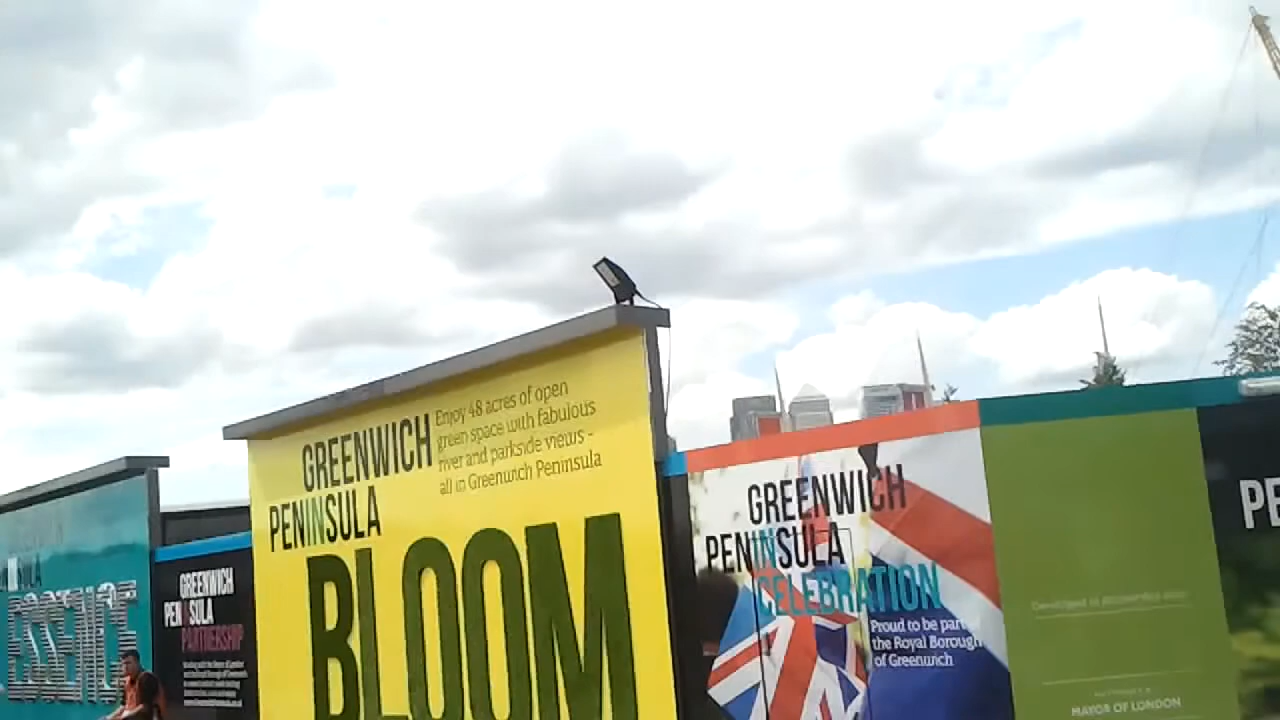 ESSENCE
GREENWICH
PENINSULA
PARTNERSHIP
GREENWICH
PENINSULA
Enjoy 48 acres of open
green space with fabulous
river and parkside views -
all in Greenwich Peninsula
BLOOM
GREENWICH
PENINSULA
CELEBRATION
Proud to be part
the Royal Borough
of Greenwich
MAYOR OF LONDON
PE